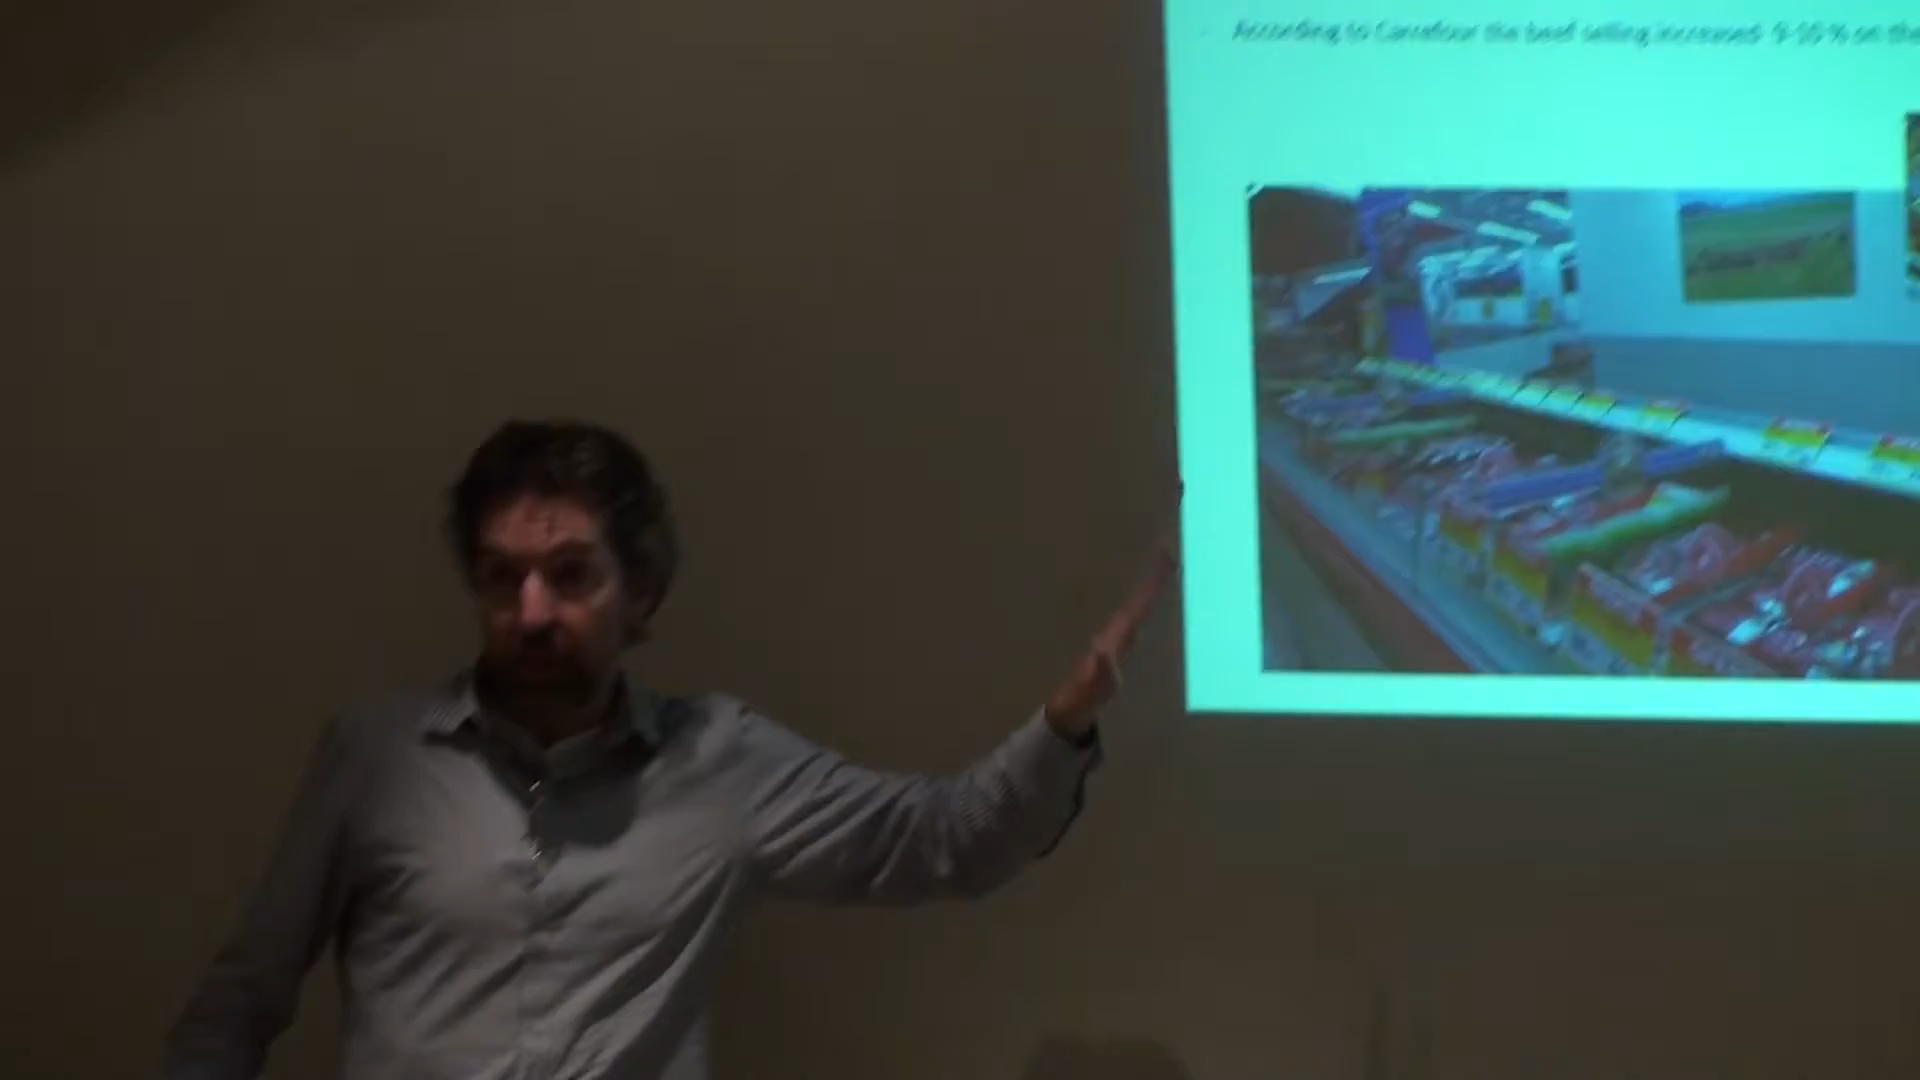 According to Carrefour the beef selling increased 9-10 % on the